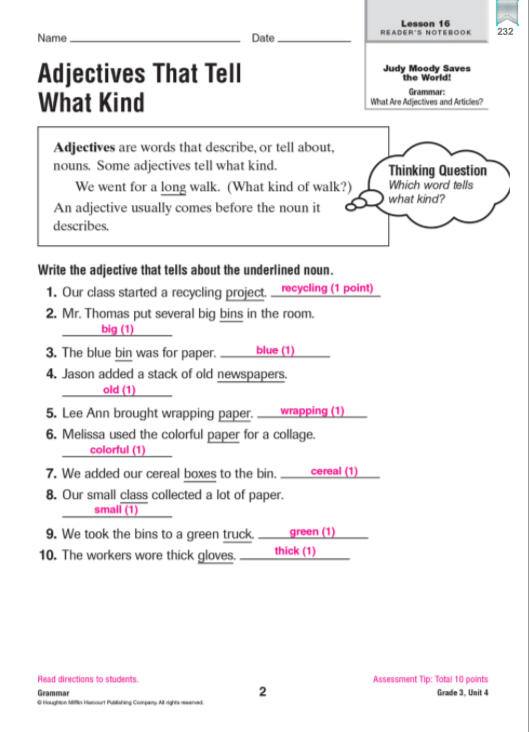 Name
Date
Lesson 16
READER'S NOTEBOOK
232
Adjectives That Tell
What Kind
Judy Moody Saves
the World!
Grammar:
What Are Adjectives and Articles?
Adjectives are words that describe, or tell about,
nouns. Some adjectives tell what kind.
We went for a long walk. (What kind of walk?)
An adjective usually comes before the noun it
describes.
Thinking Question
Which word tells
what kind?
Write the adjective that tells about the underlined noun.
1. Our class started a recycling project. recycling (1 point)
2. Mr. Thomas put several big bins in the room.
big (1)
3. The blue bin was for paper. blue (1)
4. Jason added a stack of old newspapers.
old (1)
5. Lee Ann brought wrapping paper. wrapping (1)
6. Melissa used the colorful paper for a collage.
colorful (1)
7. We added our cereal boxes to the bin. cereal (1)
8. Our small class collected a lot of paper.
small (1)
9. We took the bins to a green truck. green (1)
10. The workers wore thick gloves. thick (1)
Read directions to students.
Assessment Tip: Total 10 points
Grammar
2
Grade 3, Unit 4
© Houghton Mifflin Harcourt Publishing Company. All rights reserved.